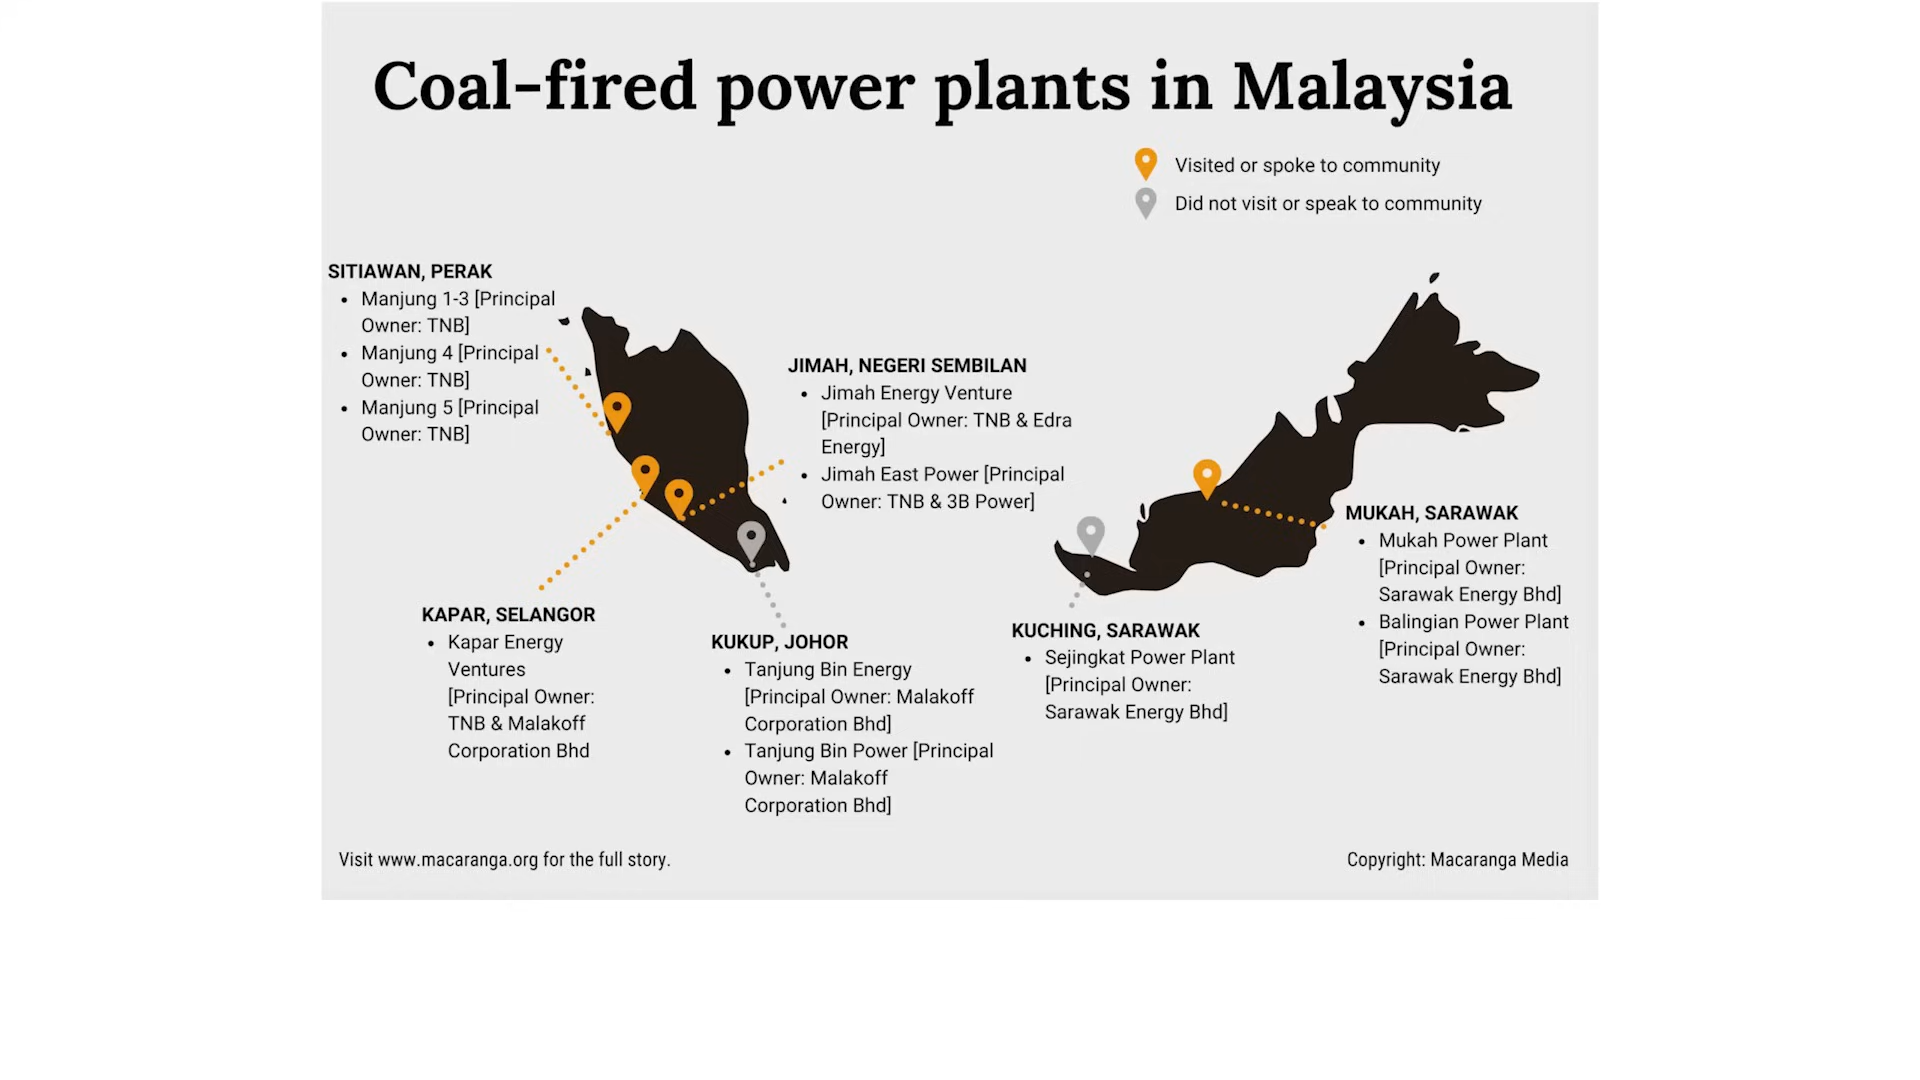 Coal-fired power plants in Malaysia
Visited or spoke to community
Did not visit or speak to community
SITIAWAN, PERAK
• Manjung 1-3 [Principal
Owner: TNB]
• Manjung 4 [Principal
Owner: TNB]
• Manjung 5 [Principal
Owner: TNB]
JIMAH, NEGERI SEMBILAN
• Jimah Energy Venture
[Principal Owner: TNB & Edra
Energy]
• Jimah East Power [Principal
Owner: TNB & 3B Power]
MUKAH, SARAWAK
• Mukah Power Plant
[Principal Owner:
Sarawak Energy Bhd]
• Balingian Power Plant
[Principal Owner:
Sarawak Energy Bhd]
KAPAR, SELANGOR
• Kapar Energy
Ventures
[Principal Owner:
TNB & Malakoff
Corporation Bhd
KUKUP, JOHOR
• Tanjung Bin Energy
[Principal Owner: Malakoff
Corporation Bhd]
• Tanjung Bin Power [Principal
Owner: Malakoff
Corporation Bhd]
KUCHING, SARAWAK
• Sejingkat Power Plant
[Principal Owner:
Sarawak Energy Bhd]
Visit www.macaranga.org for the full story.
Copyright: Macaranga Media